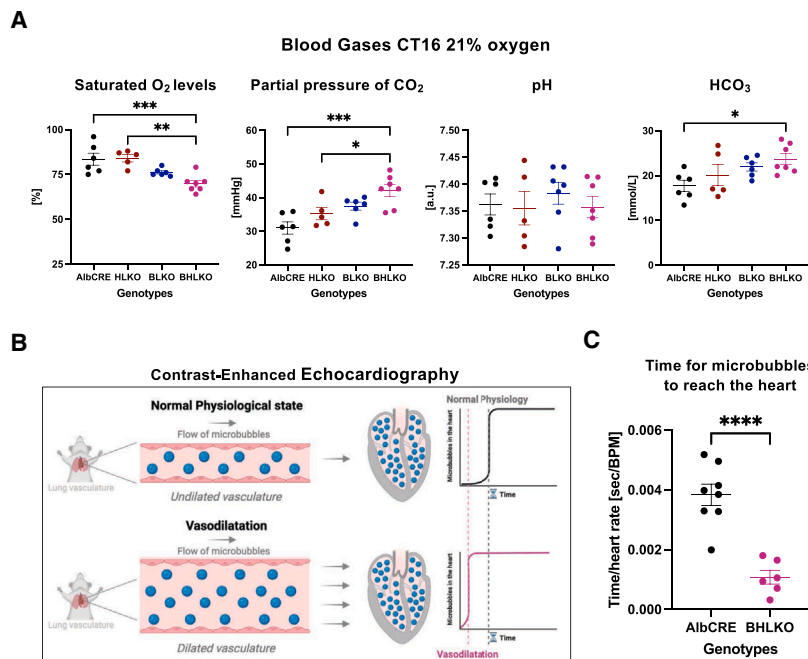 A
Blood Gases CT16 21% oxygen
Saturated O₂ levels
Partial pressure of CO₂
pH
HCO₃
***
**
***
*
*
[%]
100
75
50
25
[mmHg]
60
50
40
30
20
[a.u.]
7.50
7.45
7.40
7.35
7.30
7.25
[mmol/L]
30
20
10
0
AlbCRE HLKO BLKO BHLKO
AlbCRE HLKO BLKO BHLKO
AlbCRE HLKO BLKO BHLKO
AlbCRE HLKO BLKO BHLKO
Genotypes
Genotypes
Genotypes
Genotypes
B
Contrast-Enhanced Echocardiography
Normal Physiological state
Flow of microbubbles
Lung vasculature
Undilated vasculature
Normal Physiology
Microbubbles in the heart
Time
Vasodilatation
Flow of microbubbles
Lung vasculature
Dilated vasculature
Microbubbles in the heart
Time
Vasodilatation
C
Time for microbubbles
to reach the heart
****
Time/heart rate [sec/BPM]
0.006
0.004
0.002
0.000
AlbCRE BHLKO
Genotypes